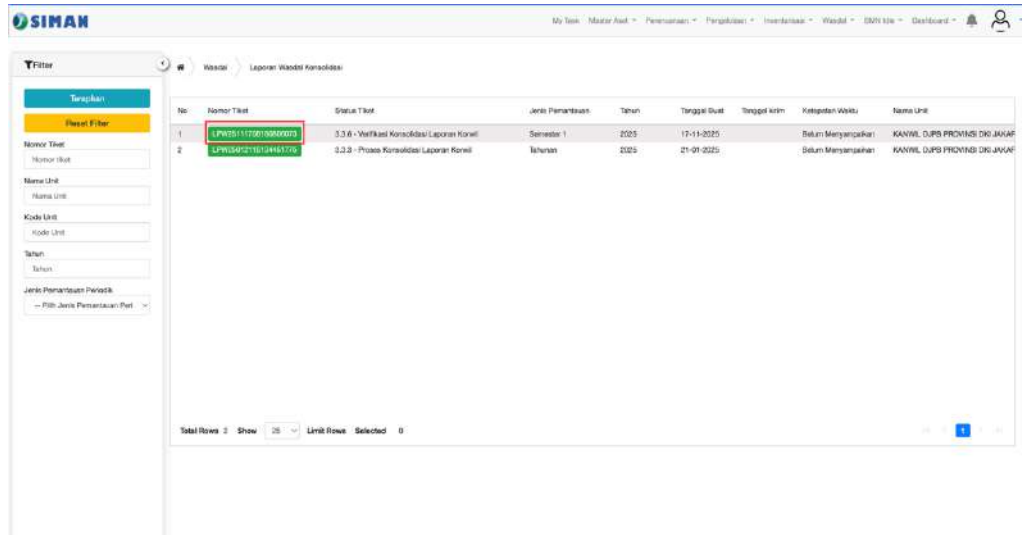 SIMAN
My Task Master Aset Perencanaan Pengelolaan Inventarisasi Wasdal BMN Idle Dashboard
Filter
Wasdal Laporan Wasdal Konsolidasi
Terapkan
Reset Filter
Nomor Tiket
Nomor tiket
Nama Unit
Nama Unit
Kode Unit
Kode Unit
Tahun
Tahun
Jenis Pemantauan Periodik
-- Pilih Jenis Pemantauan Peri
No Nomor Tiket Status Tiket Jenis Pemantauan Tahun Tanggal Buat Tanggal kirim Ketepatan Waktu Nama Unit
1 3.3.6 - Verifikasi Konsolidasi Laporan Korwil Semester 1 2025 17-11-2025 Belum Menyampaikan KANWIL DJPB PROVINSI DKI JAKAR
2 3.3.3 - Proses Konsolidasi Laporan Korwil Tahunan 2025 21-01-2025 Belum Menyampaikan KANWIL DJPB PROVINSI DKI JAKAR
Total Rows 2 Show 25 Limit Rows Selected 0
1